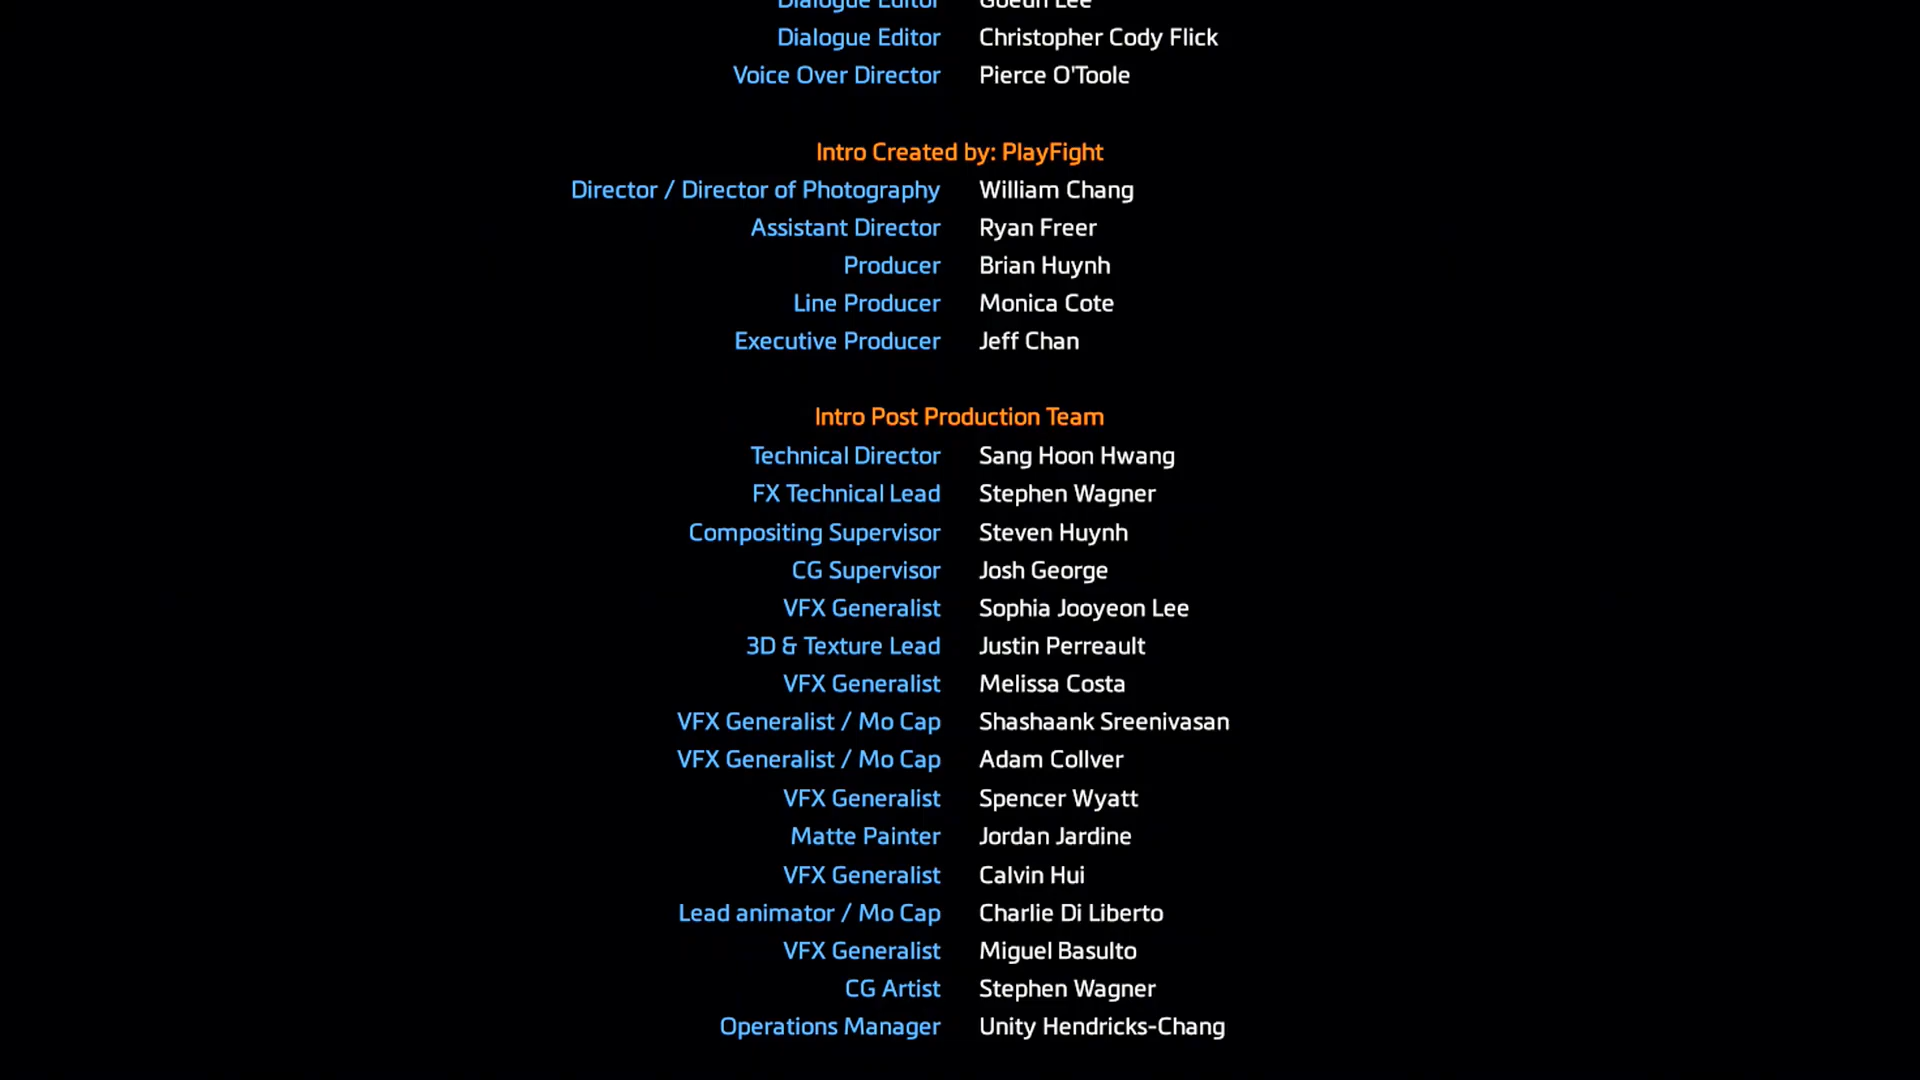 Dialogue Editor Goeun Lee
Dialogue Editor Christopher Cody Flick
Voice Over Director Pierce O'Toole
Intro Created by: PlayFight
Director / Director of Photography William Chang
Assistant Director Ryan Freer
Producer Brian Huynh
Line Producer Monica Cote
Executive Producer Jeff Chan
Intro Post Production Team
Technical Director Sang Hoon Hwang
FX Technical Lead Stephen Wagner
Compositing Supervisor Steven Huynh
CG Supervisor Josh George
VFX Generalist Sophia Jooyeon Lee
3D & Texture Lead Justin Perreault
VFX Generalist Melissa Costa
VFX Generalist / Mo Cap Shashaank Sreenivasan
VFX Generalist / Mo Cap Adam Collver
VFX Generalist Spencer Wyatt
Matte Painter Jordan Jardine
VFX Generalist Calvin Hui
Lead animator / Mo Cap Charlie Di Liberto
VFX Generalist Miguel Basulto
CG Artist Stephen Wagner
Operations Manager Unity Hendricks-Chang